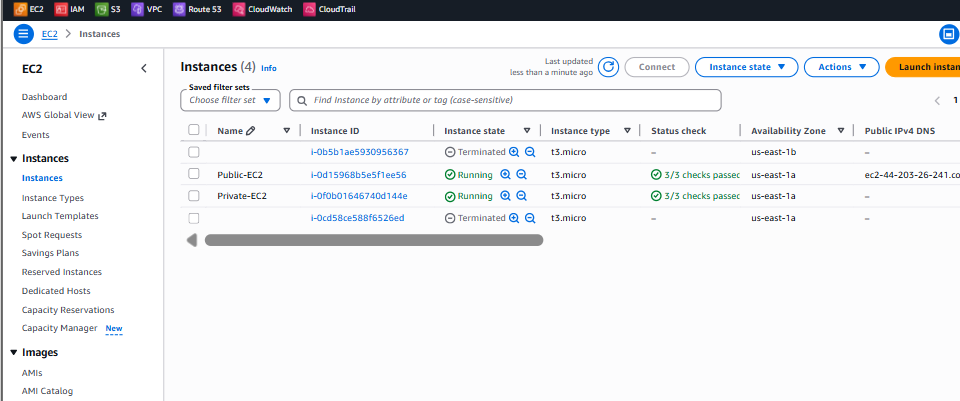 EC2 IAM S3 VPC Route 53 CloudWatch CloudTrail
EC2 > Instances
EC2
Dashboard
AWS Global View
Events
Instances
Instances
Instance Types
Launch Templates
Spot Requests
Savings Plans
Reserved Instances
Dedicated Hosts
Capacity Reservations
Capacity Manager New
Images
AMIs
AMI Catalog
Instances (4) Info
Last updated
less than a minute ago
Connect
Instance state
Actions
Launch instan
Saved filter sets
Choose filter set
Find Instance by attribute or tag (case-sensitive)
1
Name Instance ID Instance state Instance type Status check Availability Zone Public IPv4 DNS
i-0b5b1ae5930956367 Terminated t3.micro – us-east-1b –
Public-EC2 i-0d15968b5e5f1ee56 Running t3.micro 3/3 checks passed us-east-1a ec2-44-203-26-241.co
Private-EC2 i-0f0b01646740d144e Running t3.micro 3/3 checks passed us-east-1a –
i-0cd58ce588f6526ed Terminated t3.micro – us-east-1a –